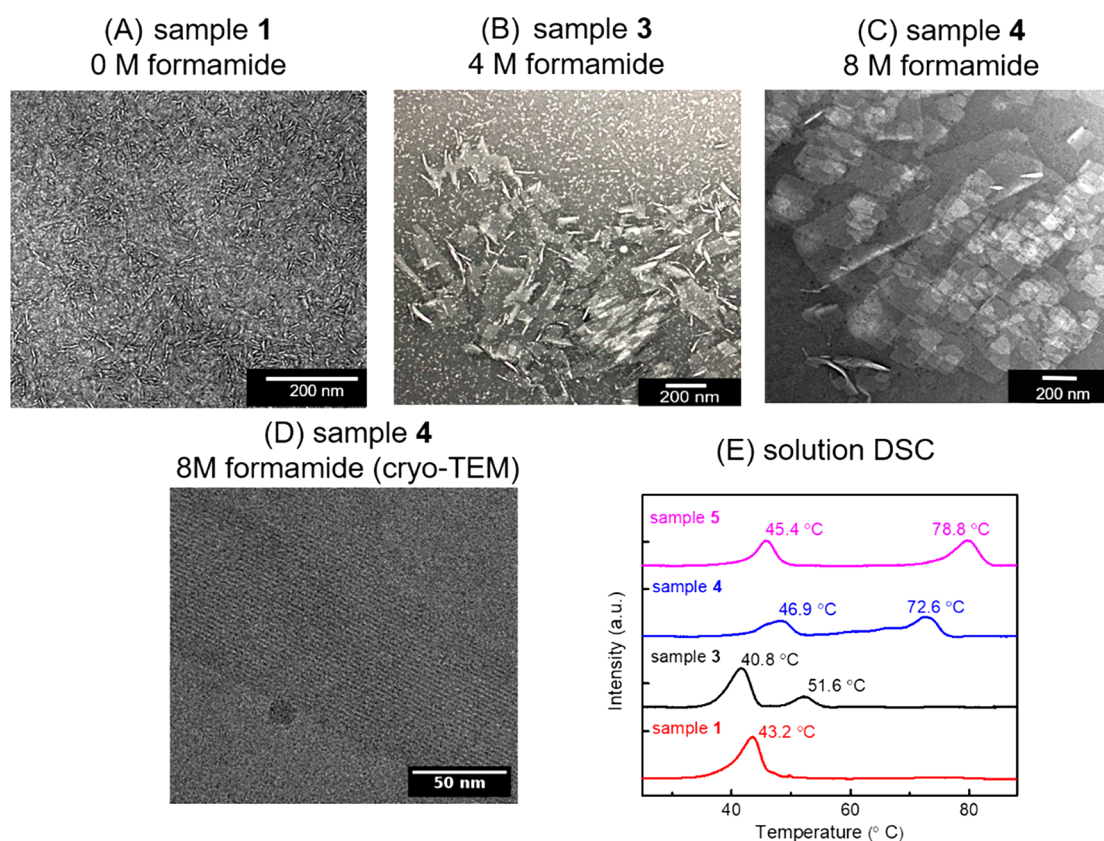 (A) sample 1
0 M formamide
(B) sample 3
4 M formamide
(C) sample 4
8 M formamide
200 nm
200 nm
200 nm
(D) sample 4
8M formamide (cryo-TEM)
50 nm
(E) solution DSC
sample 5
45.4 °C
78.8 °C
sample 4
46.9 °C
72.6 °C
sample 3
40.8 °C
51.6 °C
sample 1
43.2 °C
Intensity (a.u.)
40
60
80
Temperature (° C)